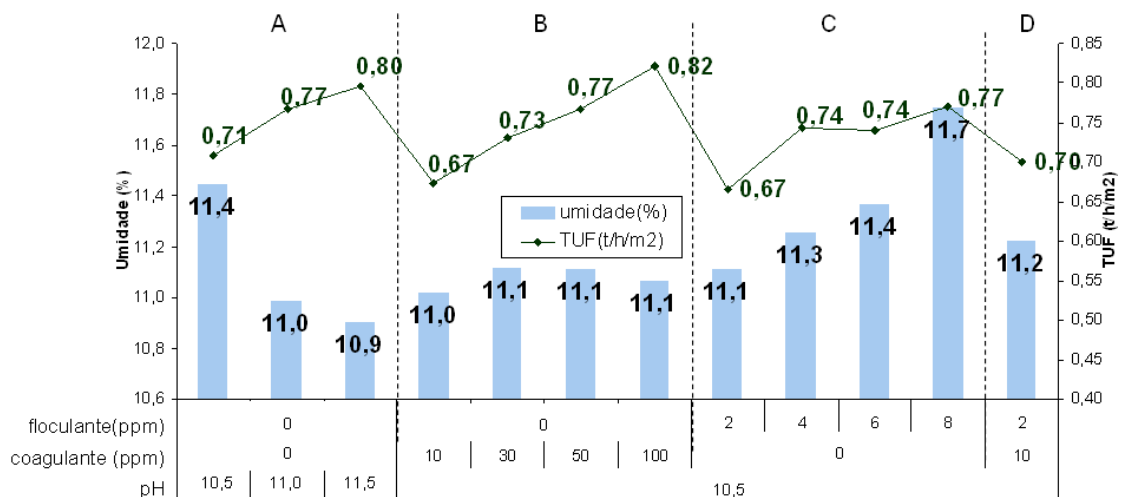 A B C D
12,0
11,8
11,6
11,4
11,2
11,0
10,8
10,6
Umidade (%)
0,71 0,77 0,80 0,67 0,73 0,77 0,82 0,67 0,74 0,74 0,77 0,70
11,4 11,0 10,9 11,0 11,1 11,1 11,1 11,1 11,3 11,4 11,7 11,2
umidade(%)
TUF(t/h/m2)
0,85
0,80
0,75
0,70
0,65
0,60
0,55
0,50
0,45
0,40
TUF (t/h/m2)
floculante(ppm) 0 0 2 4 6 8 2
coagulante (ppm) 0 10 30 50 100 0 10
pH 10,5 11,0 11,5 10,5